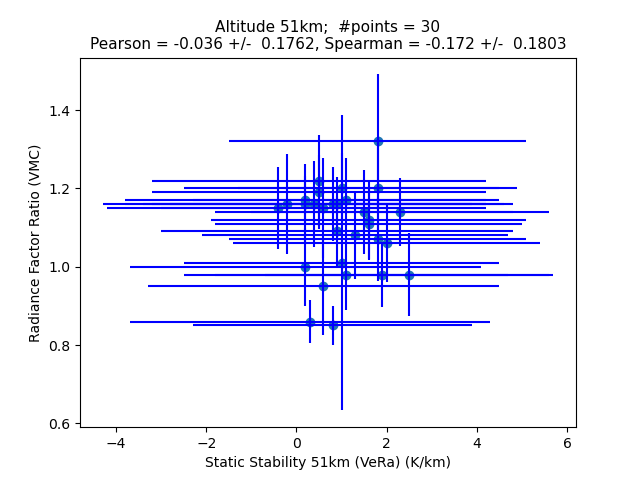 Altitude 51km;  #points = 30
Pearson = -0.036 +/-  0.1762, Spearman = -0.172 +/-  0.1803
Radiance Factor Ratio (VMC)
1.4
1.2
1.0
0.8
0.6
−4 −2 0 2 4 6
Static Stability 51km (VeRa) (K/km)